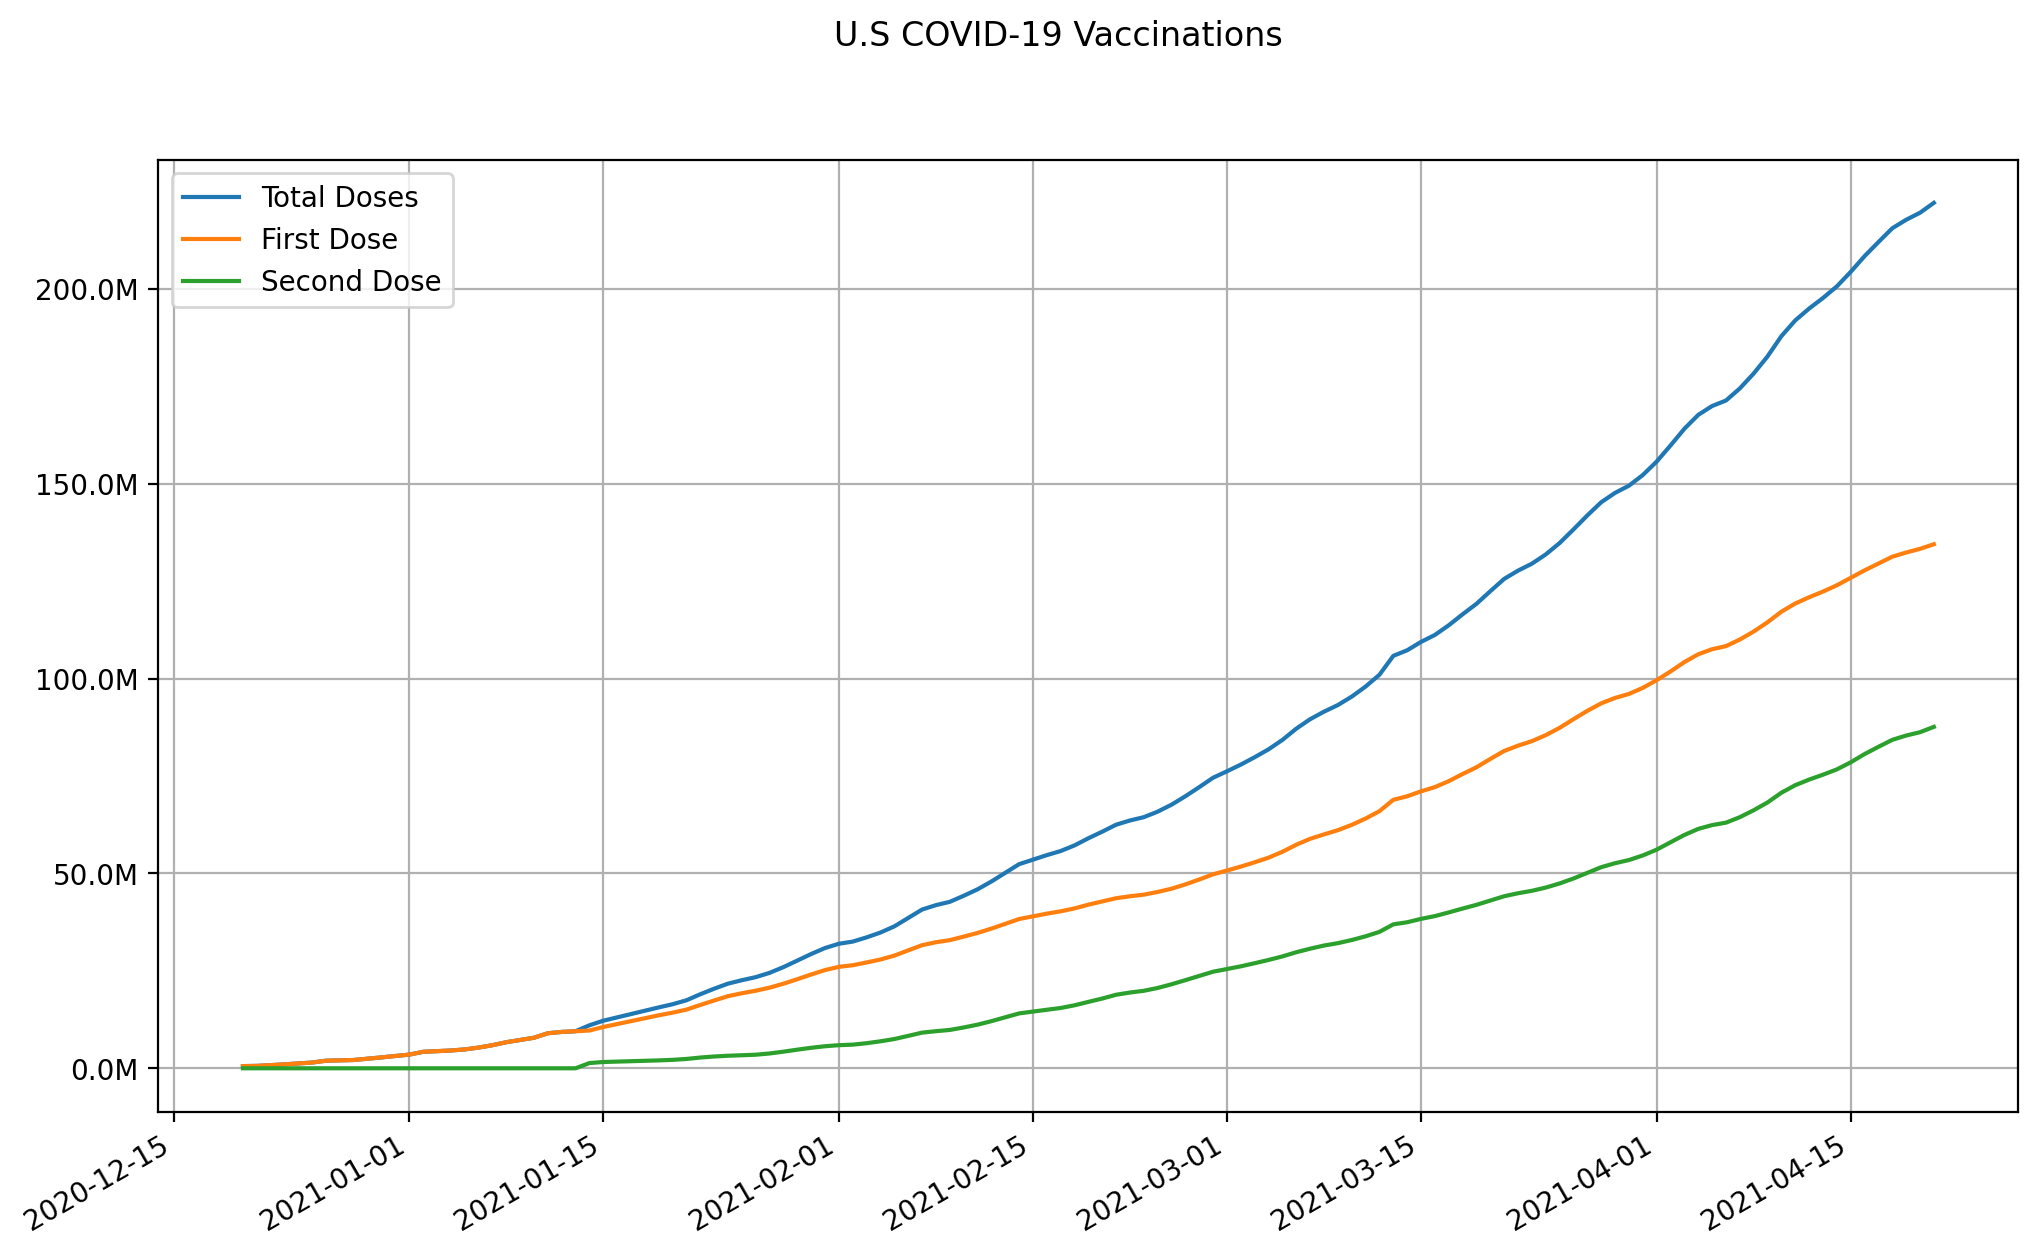 U.S COVID-19 Vaccinations
Total Doses
First Dose
Second Dose
200.0M
150.0M
100.0M
50.0M
0.0M
2020-12-15
2021-01-01
2021-01-15
2021-02-01
2021-02-15
2021-03-01
2021-03-15
2021-04-01
2021-04-15